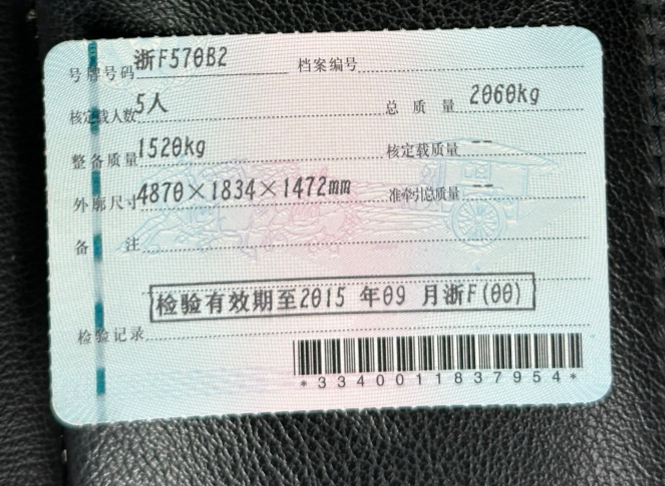 号牌号码 浙F570B2 档案编号
核定载人数 5人 总质量 2060kg
整备质量 1520kg 核定载质量 --
外廓尺寸 4870×1834×1472mm 准牵引总质量 --
备注
检验有效期至2015 年09 月浙F(00)
检验记录
*3340011837954*